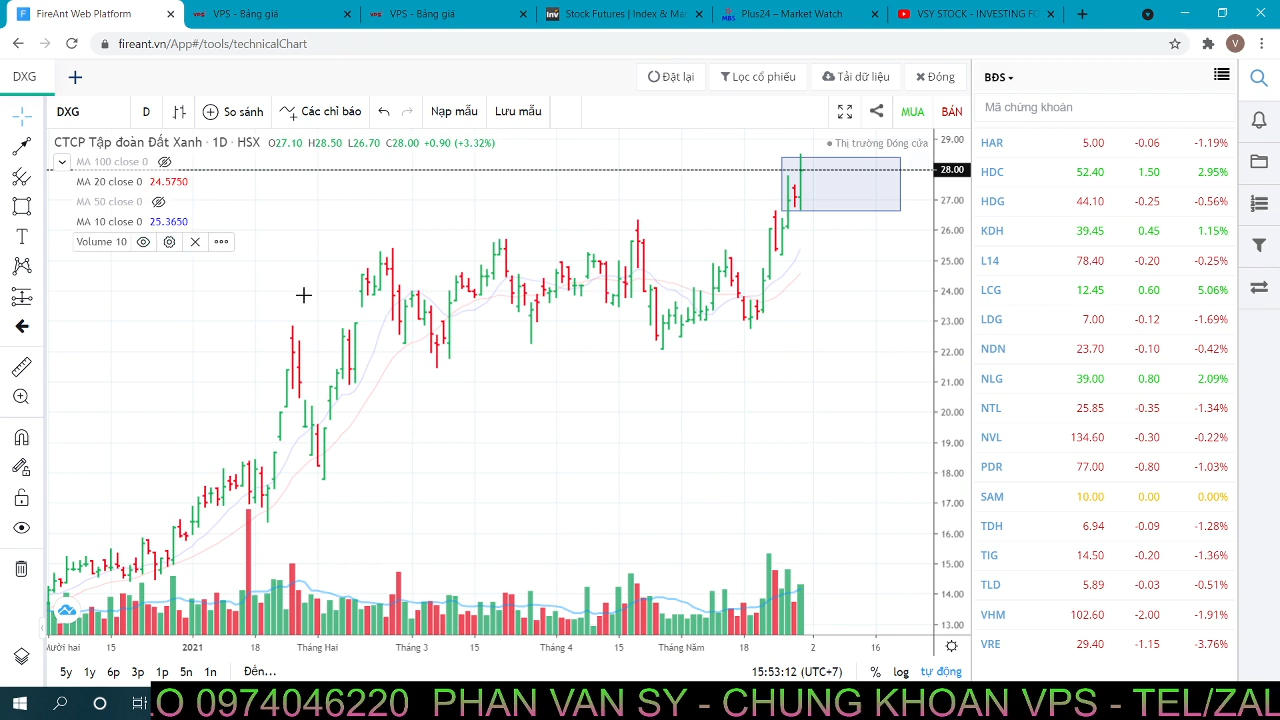 FireAnt Web Platform
VPS - Bảng giá
VPS - Bảng giá
Stock Futures | Index & Mar
Plus24 – Market Watch
VSY STOCK - INVESTING FO
fireant.vn/App#/tools/technicalChart
V
DXG
Đặt lại
Lọc cổ phiếu
Tải dữ liệu
Đóng
BĐS
DXG
D
So sánh
Các chỉ báo
Nạp mẫu
Lưu mẫu
MUA
BÁN
Mã chứng khoán
CTCP Tập đoàn Đất Xanh · 1D · HSX O27.10 H28.50 L26.70 C28.00 +0.90 (+3.32%)
Thị trường Đóng cửa
MA 100 close 0
MA 20 close 0 24.5750
MA 50 close 0
MA 10 close 0 25.3650
Volume 10
29.00
28.00
27.00
26.00
25.00
24.00
23.00
22.00
21.00
20.00
19.00
18.00
17.00
16.00
15.00
14.00
13.00
HAR 5.00 -0.06 -1.19%
HDC 52.40 1.50 2.95%
HDG 44.10 -0.25 -0.56%
KDH 39.45 0.45 1.15%
L14 78.40 -0.20 -0.25%
LCG 12.45 0.60 5.06%
LDG 7.00 -0.12 -1.69%
NDN 23.70 -0.10 -0.42%
NLG 39.00 0.80 2.09%
NTL 25.85 -0.35 -1.34%
NVL 134.60 -0.30 -0.22%
PDR 77.00 -0.80 -1.03%
SAM 10.00 0.00 0.00%
TDH 6.94 -0.09 -1.28%
TIG 14.50 -0.20 -1.36%
TLD 5.89 -0.03 -0.51%
VHM 102.60 -2.00 -1.91%
VRE 29.40 -1.15 -3.76%
Mười hai 15 2021 18 Tháng Hai Tháng 3 15 Tháng 4 15 Tháng Năm 18 2 16
5y 1y 6p 3p 1p 5n 1n Đến...
15:53:12 (UTC+7) % log tự động
LO 0974046220 PHAN VAN SY - CHUNG KHOAN VPS - TEL/ZAL